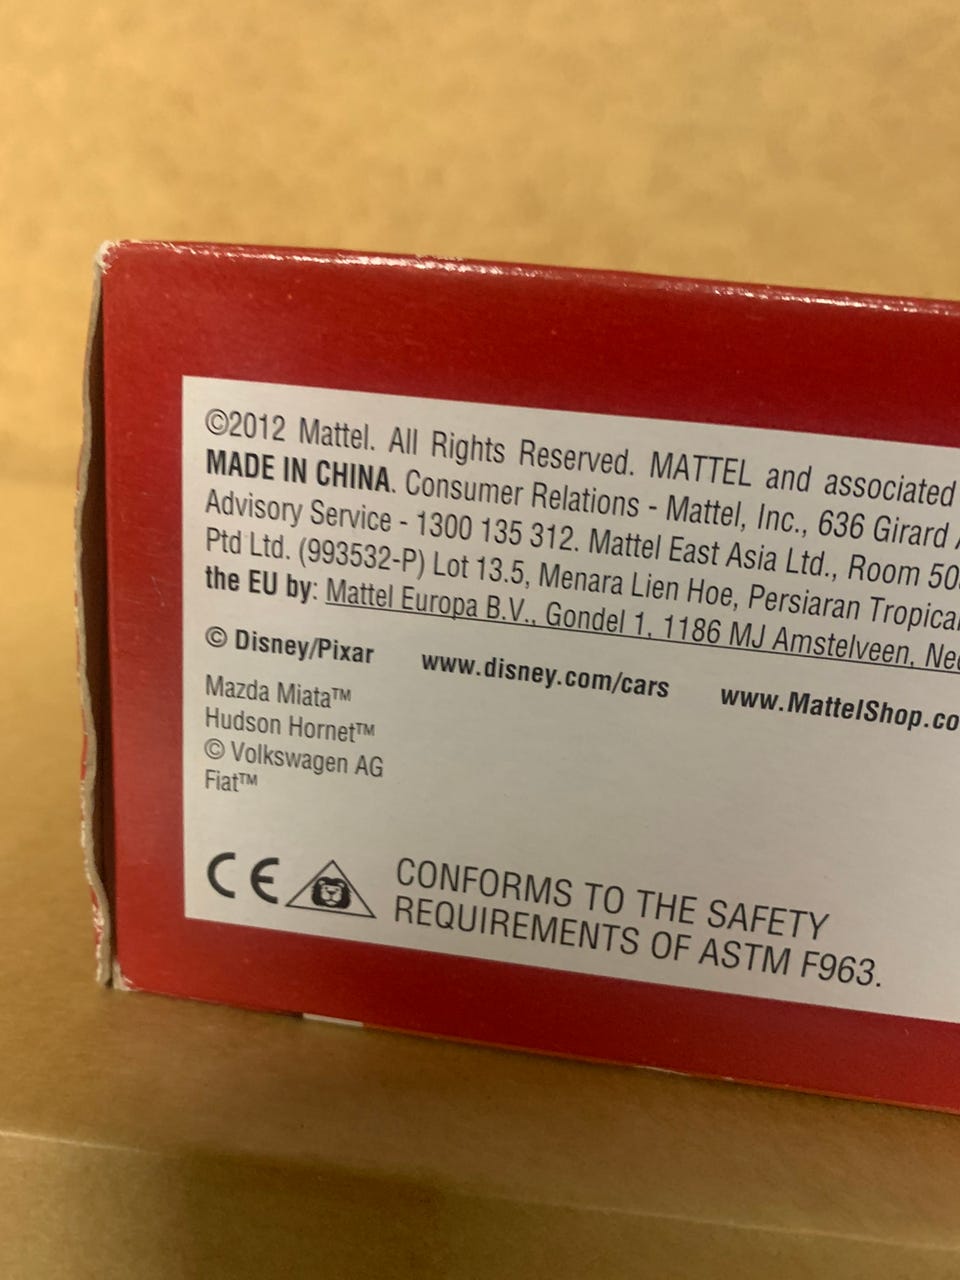 ©2012 Mattel. All Rights Reserved. MATTEL and associated
MADE IN CHINA. Consumer Relations - Mattel, Inc., 636 Girard
Advisory Service - 1300 135 312. Mattel East Asia Ltd., Room
Ptd Ltd. (993532-P) Lot 13.5, Menara Lien Hoe, Persiaran
the EU by: Mattel Europa B.V., Gondel 1, 1186 MJ Amstelveen,
© Disney/Pixar www.disney.com/cars www.MattelShop.co
Mazda Miata™
Hudson Hornet™
© Volkswagen AG
Fiat™
CE CONFORMS TO THE SAFETY
REQUIREMENTS OF ASTM F963.